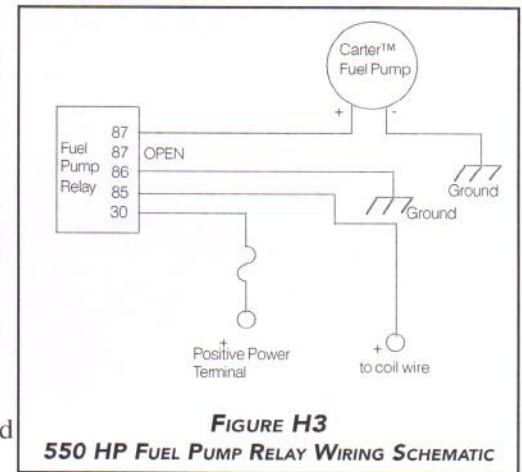 Carter™
Fuel Pump
+ -
Fuel
Pump
Relay
87
87 OPEN
86
85
30
Ground
Ground
+
Positive Power
Terminal
+
to coil wire
d
FIGURE H3
550 HP FUEL PUMP RELAY WIRING SCHEMATIC